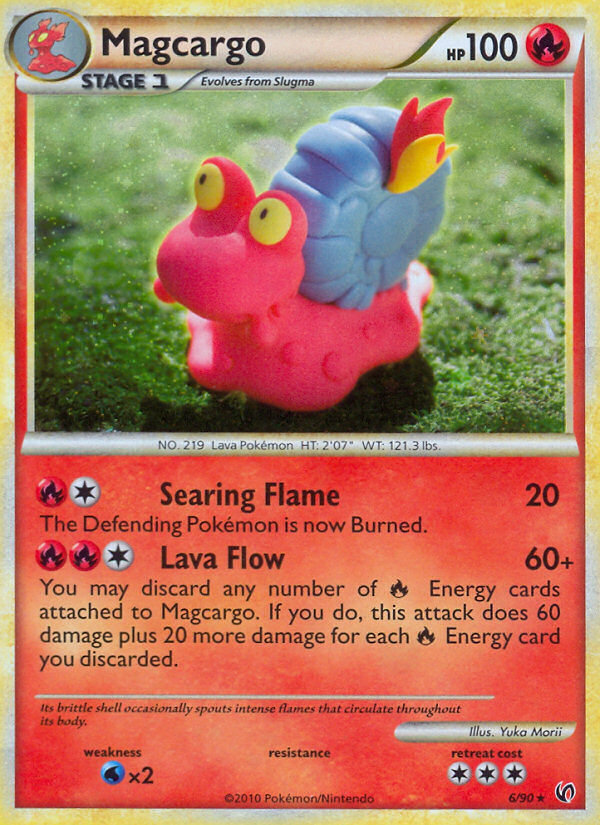 Magcargo
HP100
STAGE 1
Evolves from Slugma
NO. 219 Lava Pokémon HT: 2'07" WT: 121.3 lbs.
Searing Flame 20
The Defending Pokémon is now Burned.
Lava Flow 60+
You may discard any number of Energy cards
attached to Magcargo. If you do, this attack does 60
damage plus 20 more damage for each Energy card
you discarded.
Its brittle shell occasionally spouts intense flames that circulate throughout
its body.
Illus. Yuka Morii
weakness resistance retreat cost
×2
©2010 Pokémon/Nintendo 6/90★